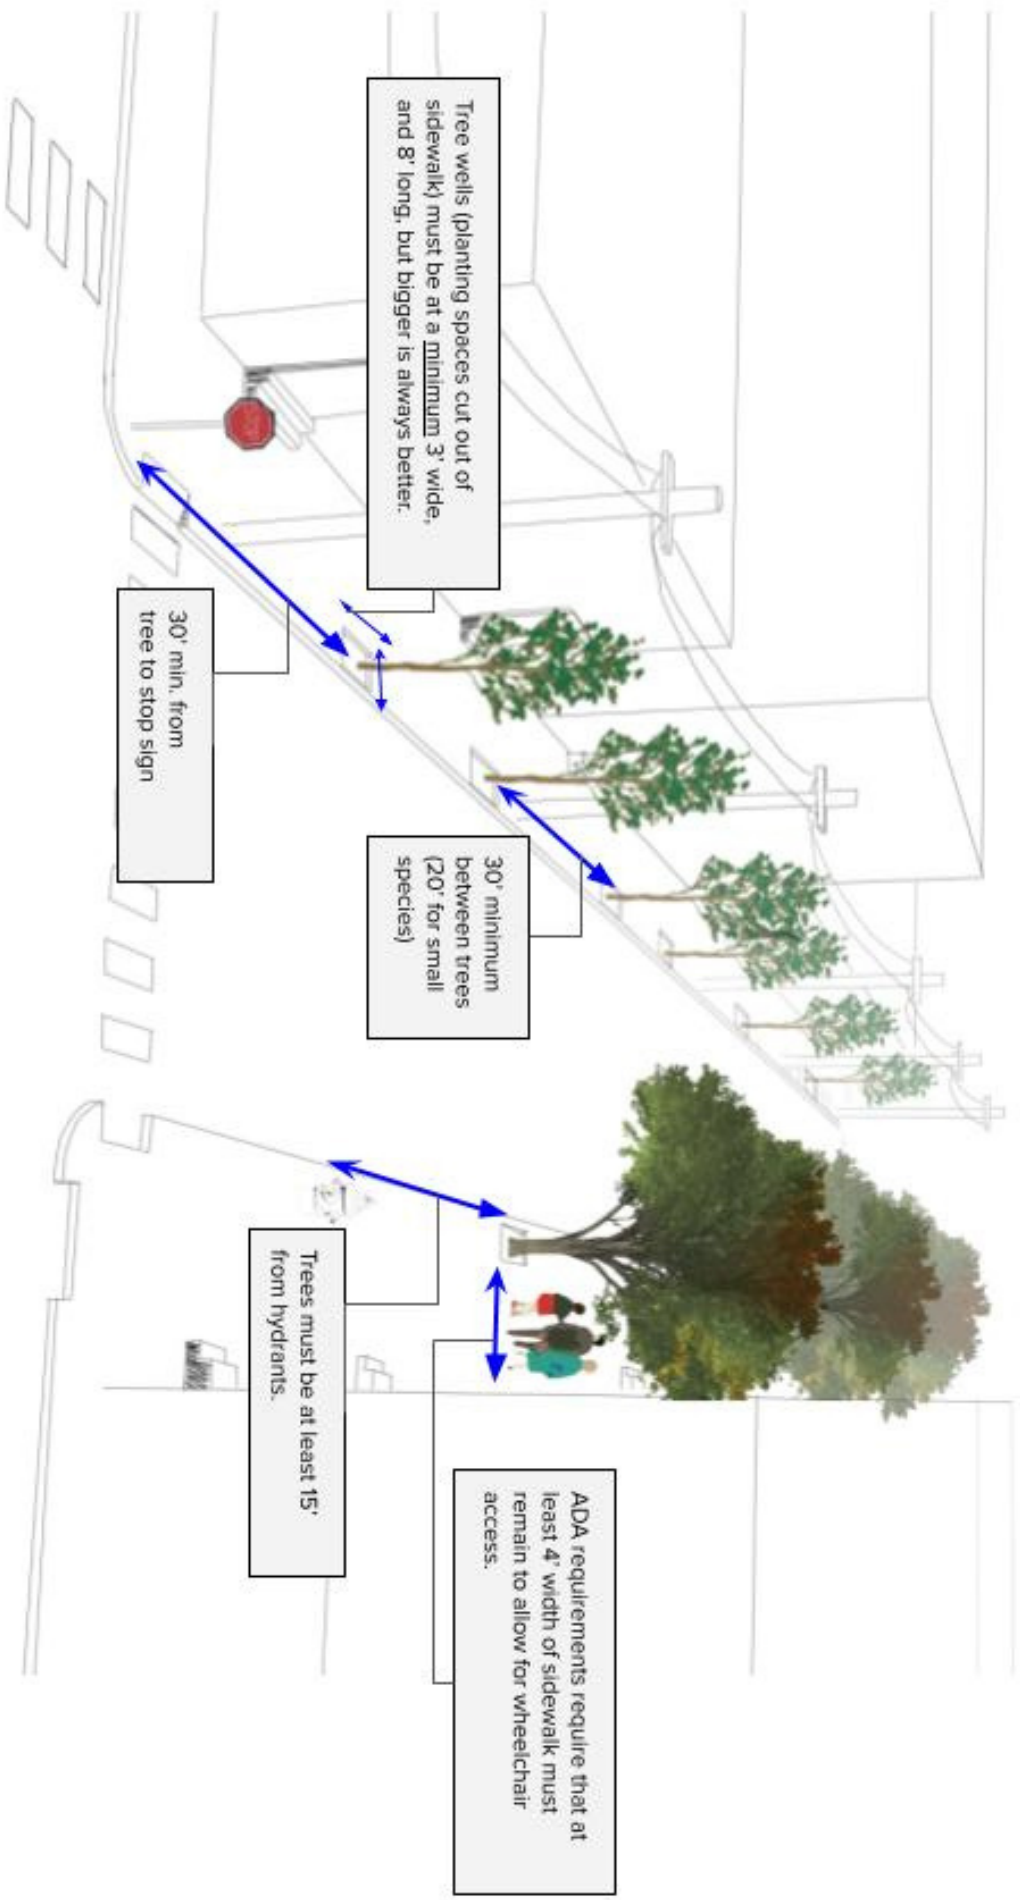 Tree wells (planting spaces cut out of
sidewalk) must be at a minimum 3' wide,
and 8' long, but bigger is always better.
30' min. from
tree to stop sign
30' minimum
between trees
(20' for small
species)
Trees must be at least 15'
from hydrants.
ADA requirements require that at
least 4' width of sidewalk must
remain to allow for wheelchair
access.